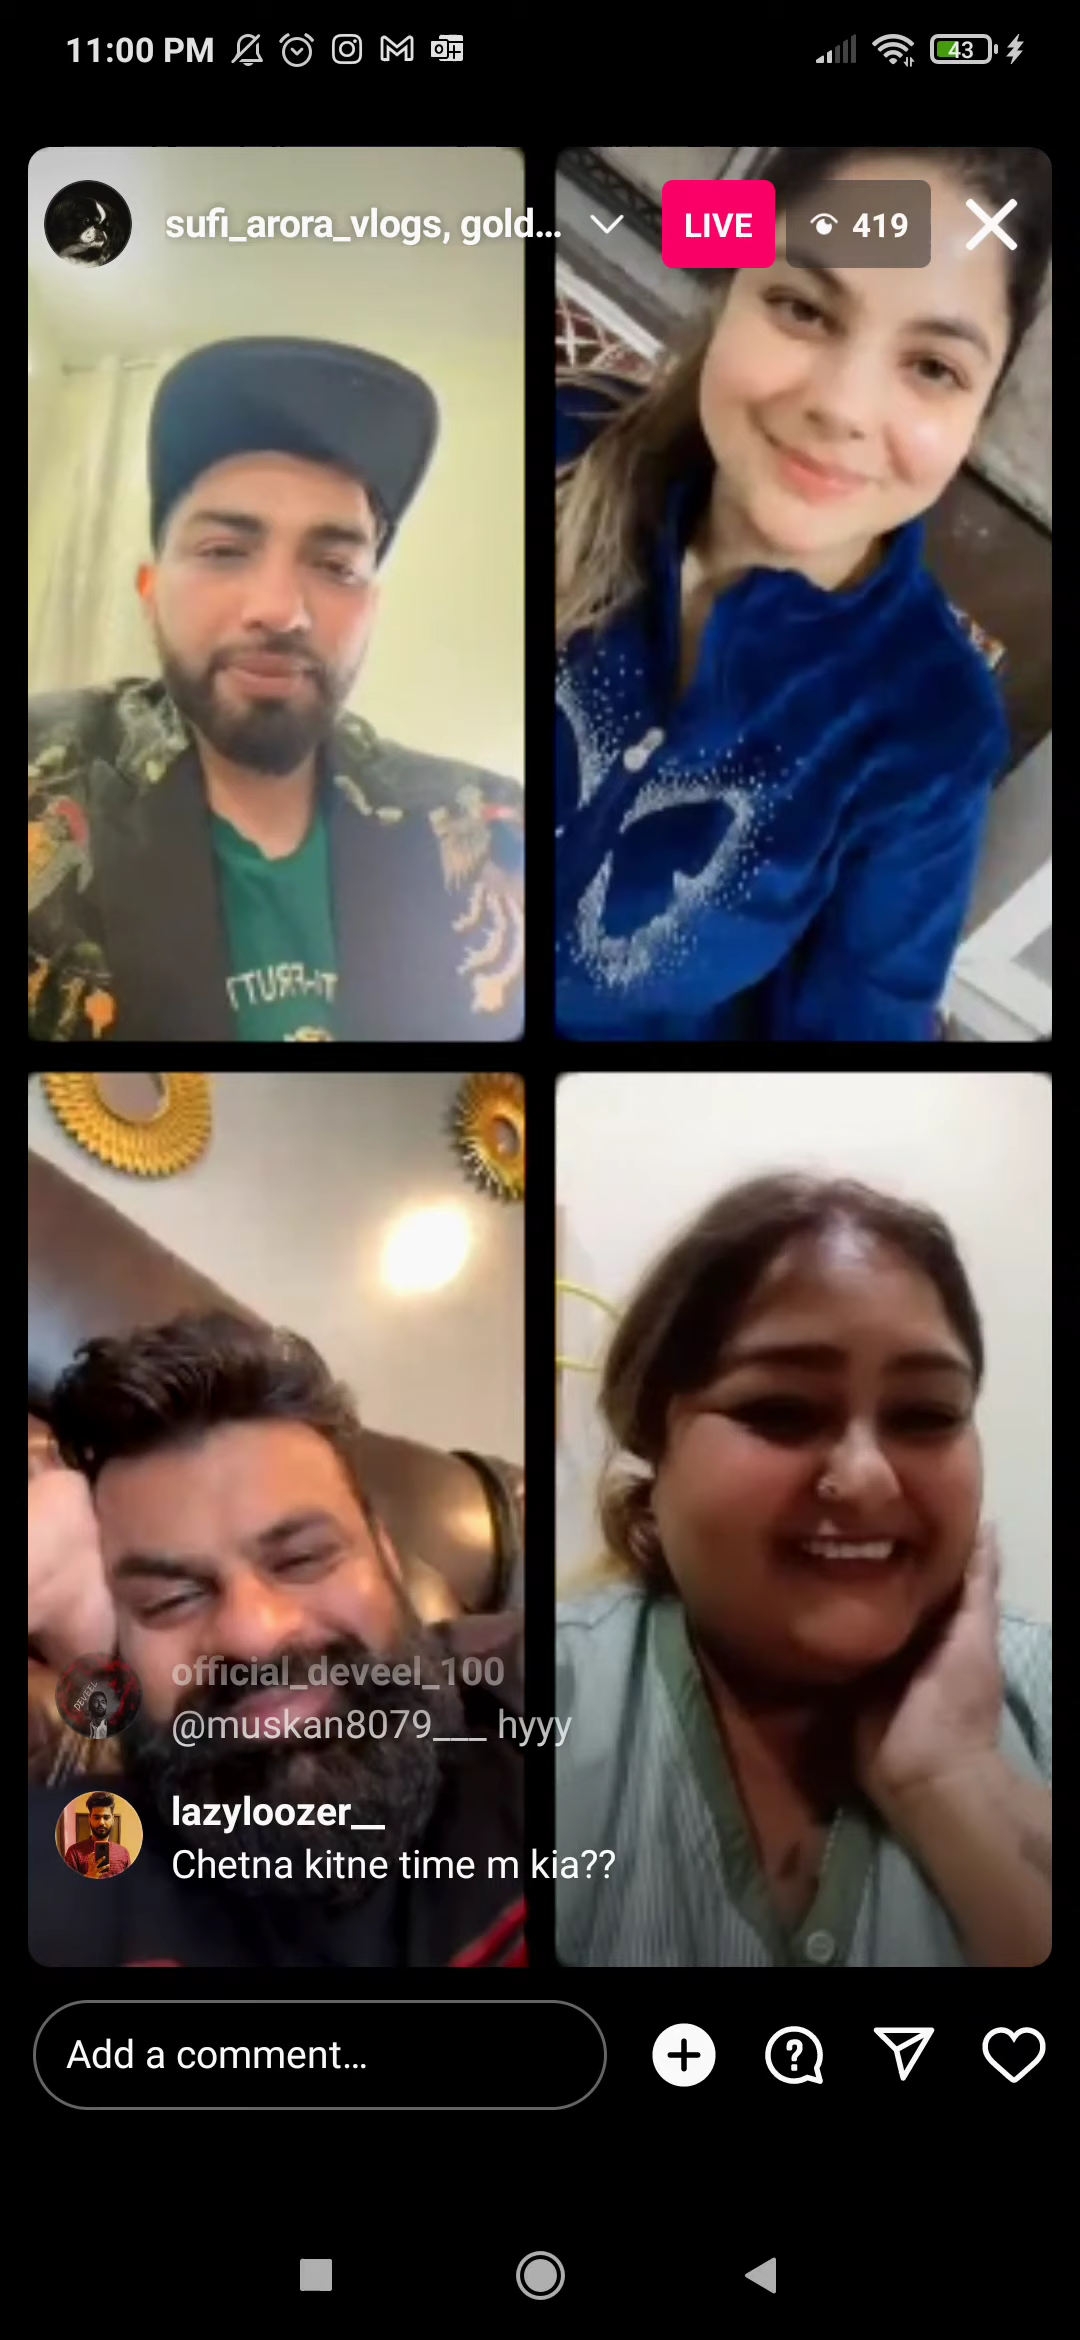 11:00 PM
43
sufi_arora_vlogs, gold...
LIVE
419
official_deveel_100
@muskan8079___ hyyy
lazyloozer__
Chetna kitne time m kia??
Add a comment...